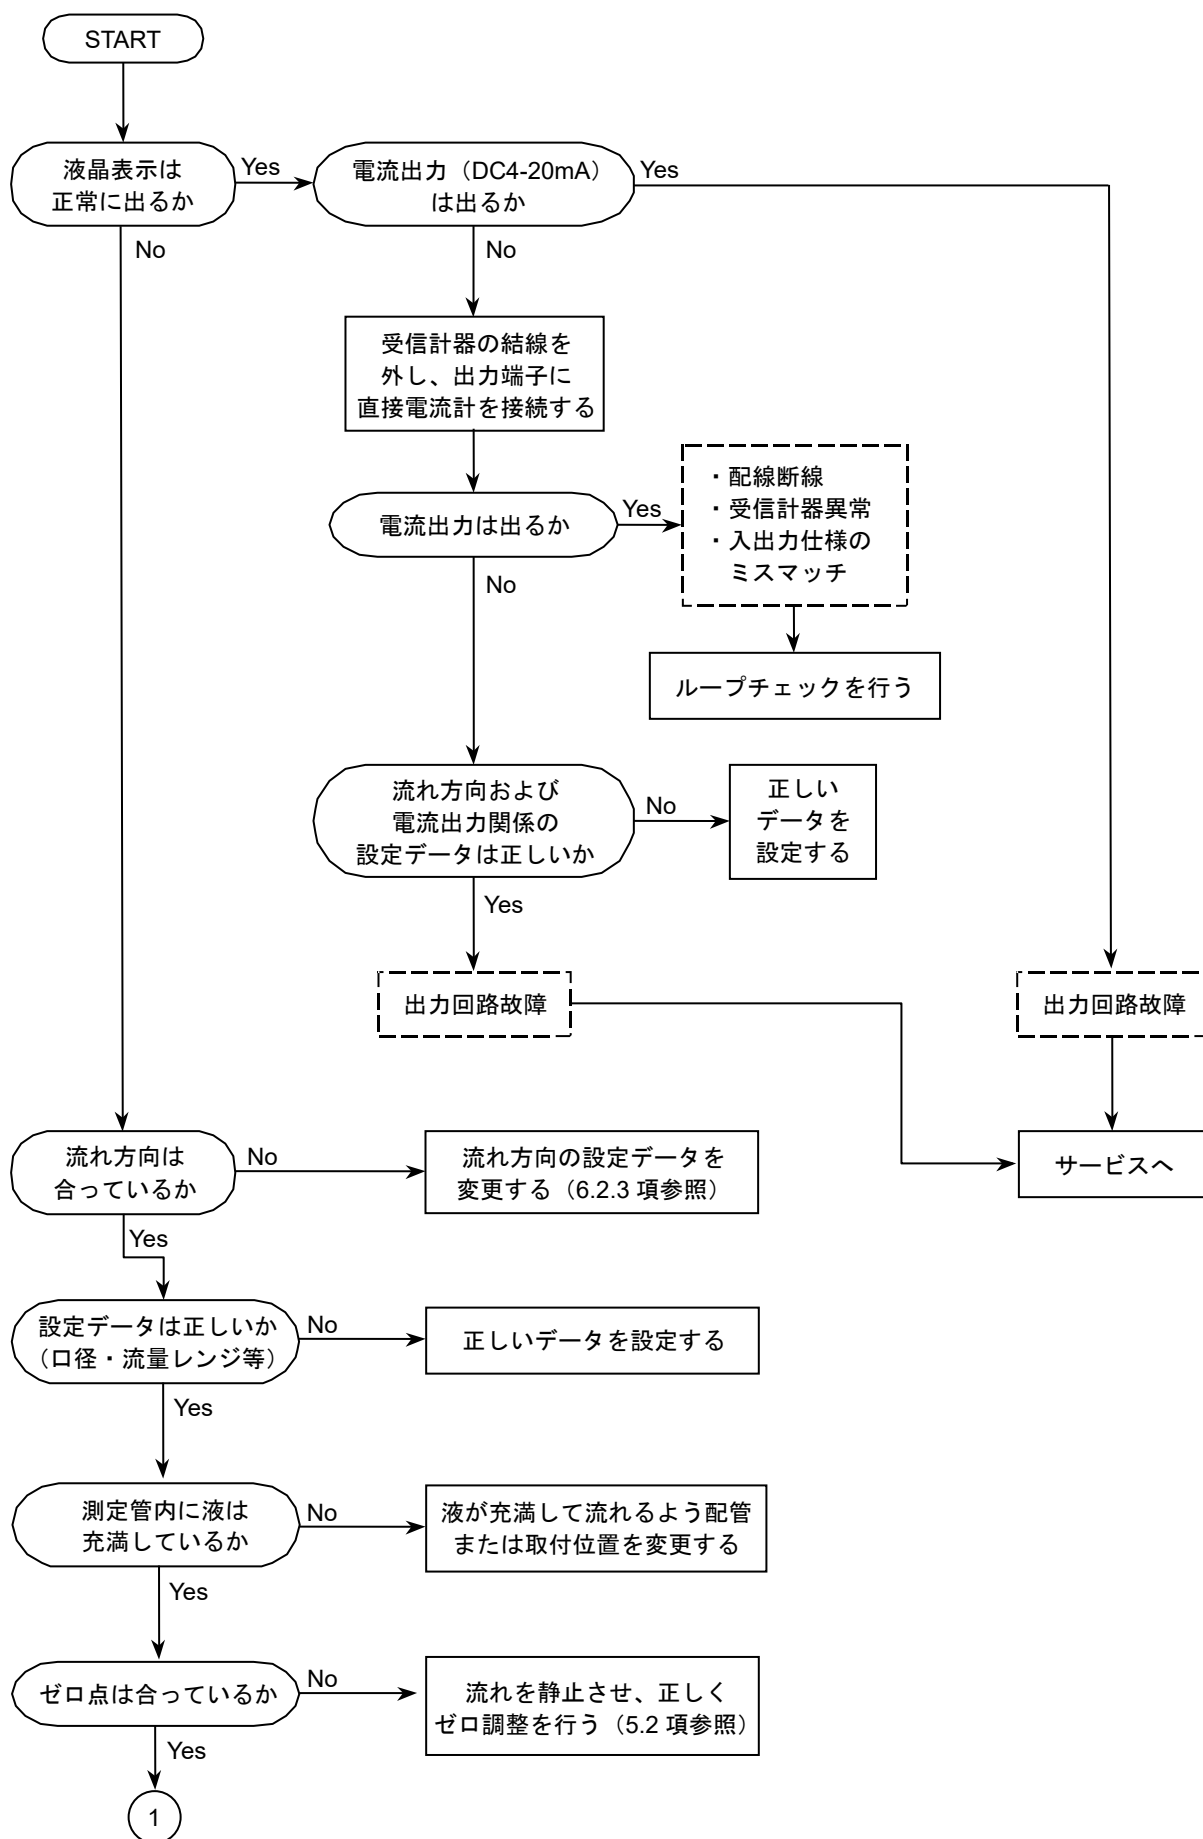 START
液晶表示は
正常に出るか
Yes
電流出力（DC4-20mA）
は出るか
Yes
No
No
受信計器の結線を
外し、出力端子に
直接電流計を接続する
電流出力は出るか
Yes
・配線断線
・受信計器異常
・入出力仕様の
ミスマッチ
No
ループチェックを行う
流れ方向および
電流出力関係の
設定データは正しいか
No
正しい
データを
設定する
Yes
出力回路故障
出力回路故障
流れ方向は
合っているか
No
流れ方向の設定データを
変更する（6.2.3 項参照）
サービスへ
Yes
設定データは正しいか
（口径・流量レンジ等）
No
正しいデータを設定する
Yes
測定管内に液は
充満しているか
No
液が充満して流れるよう配管
または取付位置を変更する
Yes
ゼロ点は合っているか
No
流れを静止させ、正しく
ゼロ調整を行う（5.2 項参照）
Yes
1